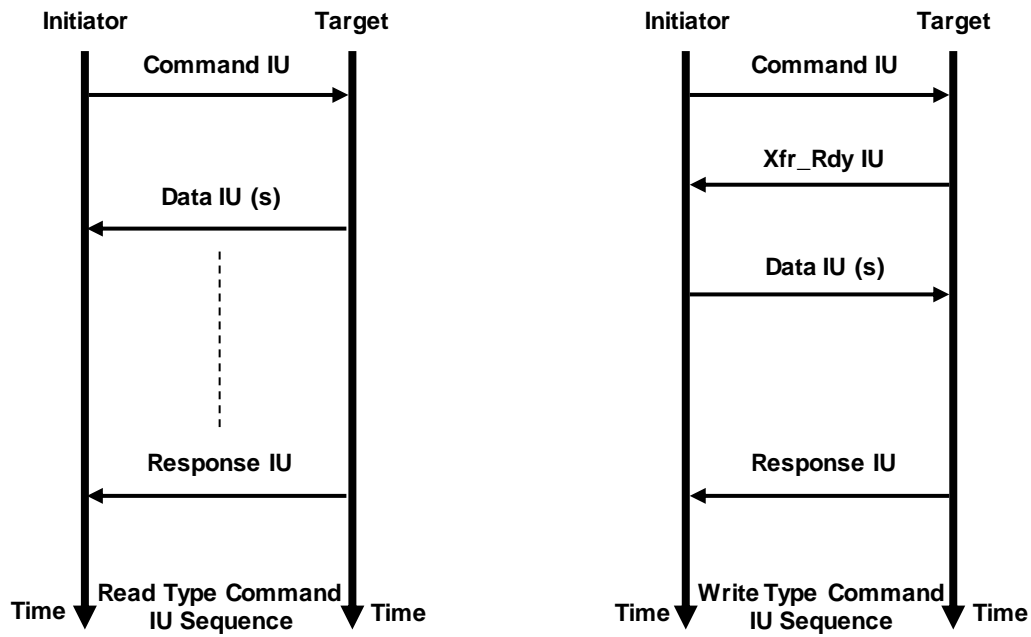 Initiator
Target
Command IU
Data IU (s)
Response IU
Time
Read Type Command
IU Sequence
Time
Initiator
Target
Command IU
Xfr_Rdy IU
Data IU (s)
Response IU
Time
Write Type Command
IU Sequence
Time